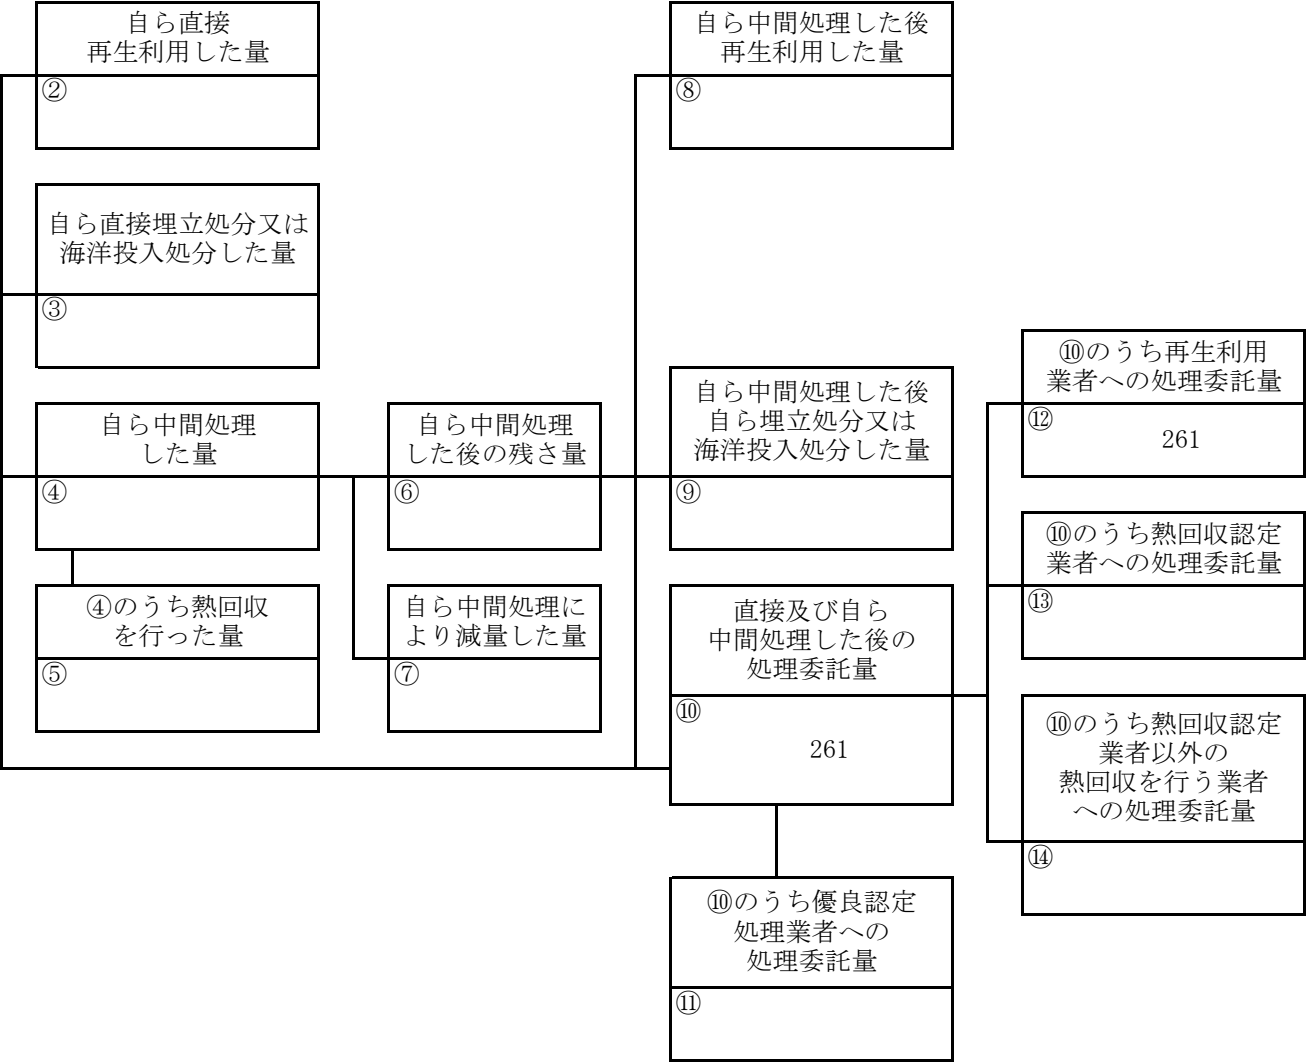 自ら直接
再生利用した量
②
自ら中間処理した後
再生利用した量
⑧
自ら直接埋立処分又は
海洋投入処分した量
③
自ら中間処理
した量
④
自ら中間処理
した後の残さ量
⑥
自ら中間処理した後
自ら埋立処分又は
海洋投入処分した量
⑨
⑩のうち再生利用
業者への処理委託量
⑫
261
⑩のうち熱回収認定
業者への処理委託量
⑬
④のうち熱回収
を行った量
⑤
自ら中間処理に
より減量した量
⑦
直接及び自ら
中間処理した後の
処理委託量
⑩
261
⑩のうち熱回収認定
業者以外の
熱回収を行う業者
への処理委託量
⑭
⑩のうち優良認定
処理業者への
処理委託量
⑪